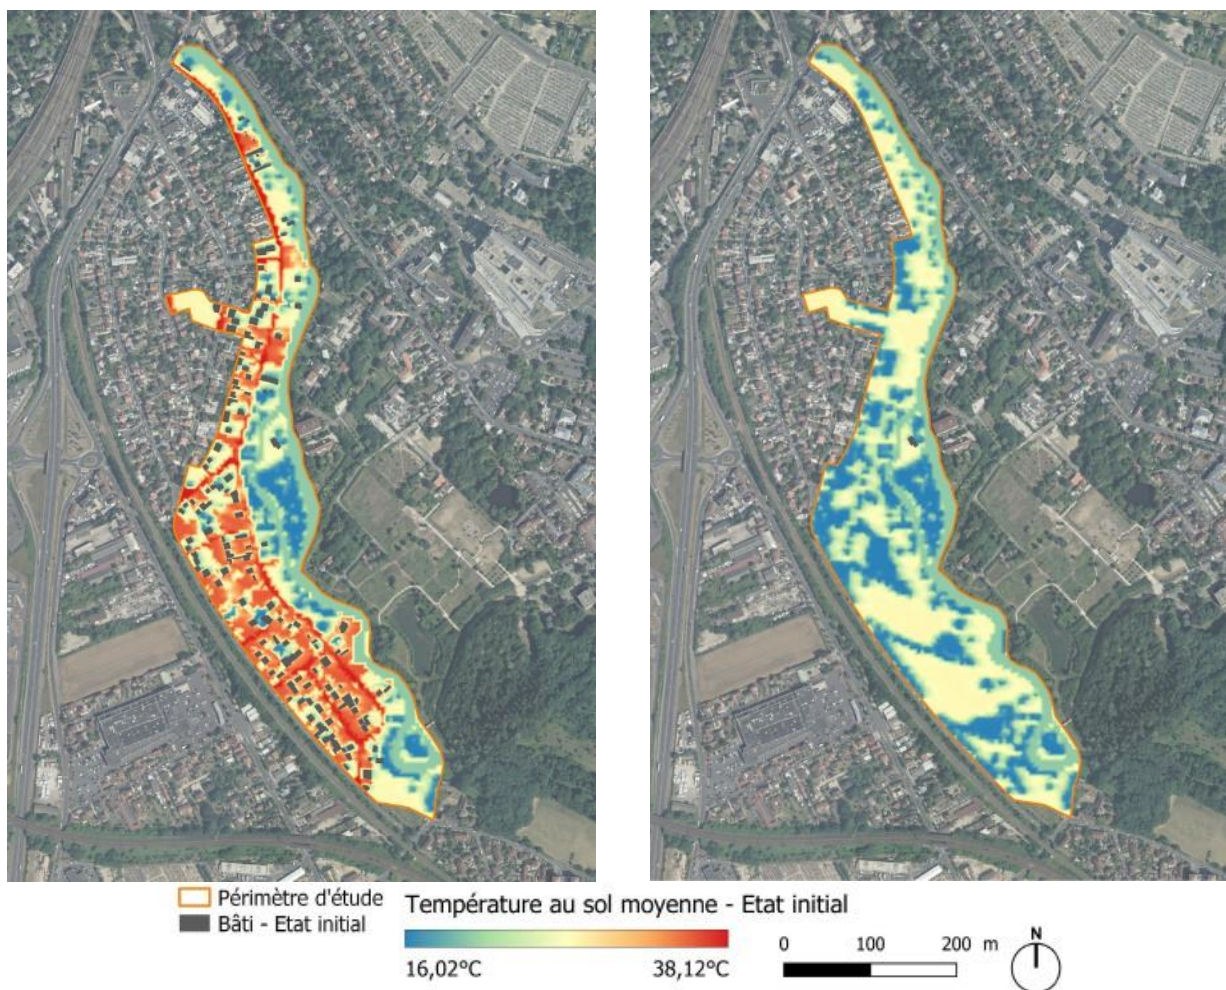 Périmètre d'étude
Bâti - Etat initial
Température au sol moyenne - Etat initial
16,02°C 38,12°C
0 100 200 m
N